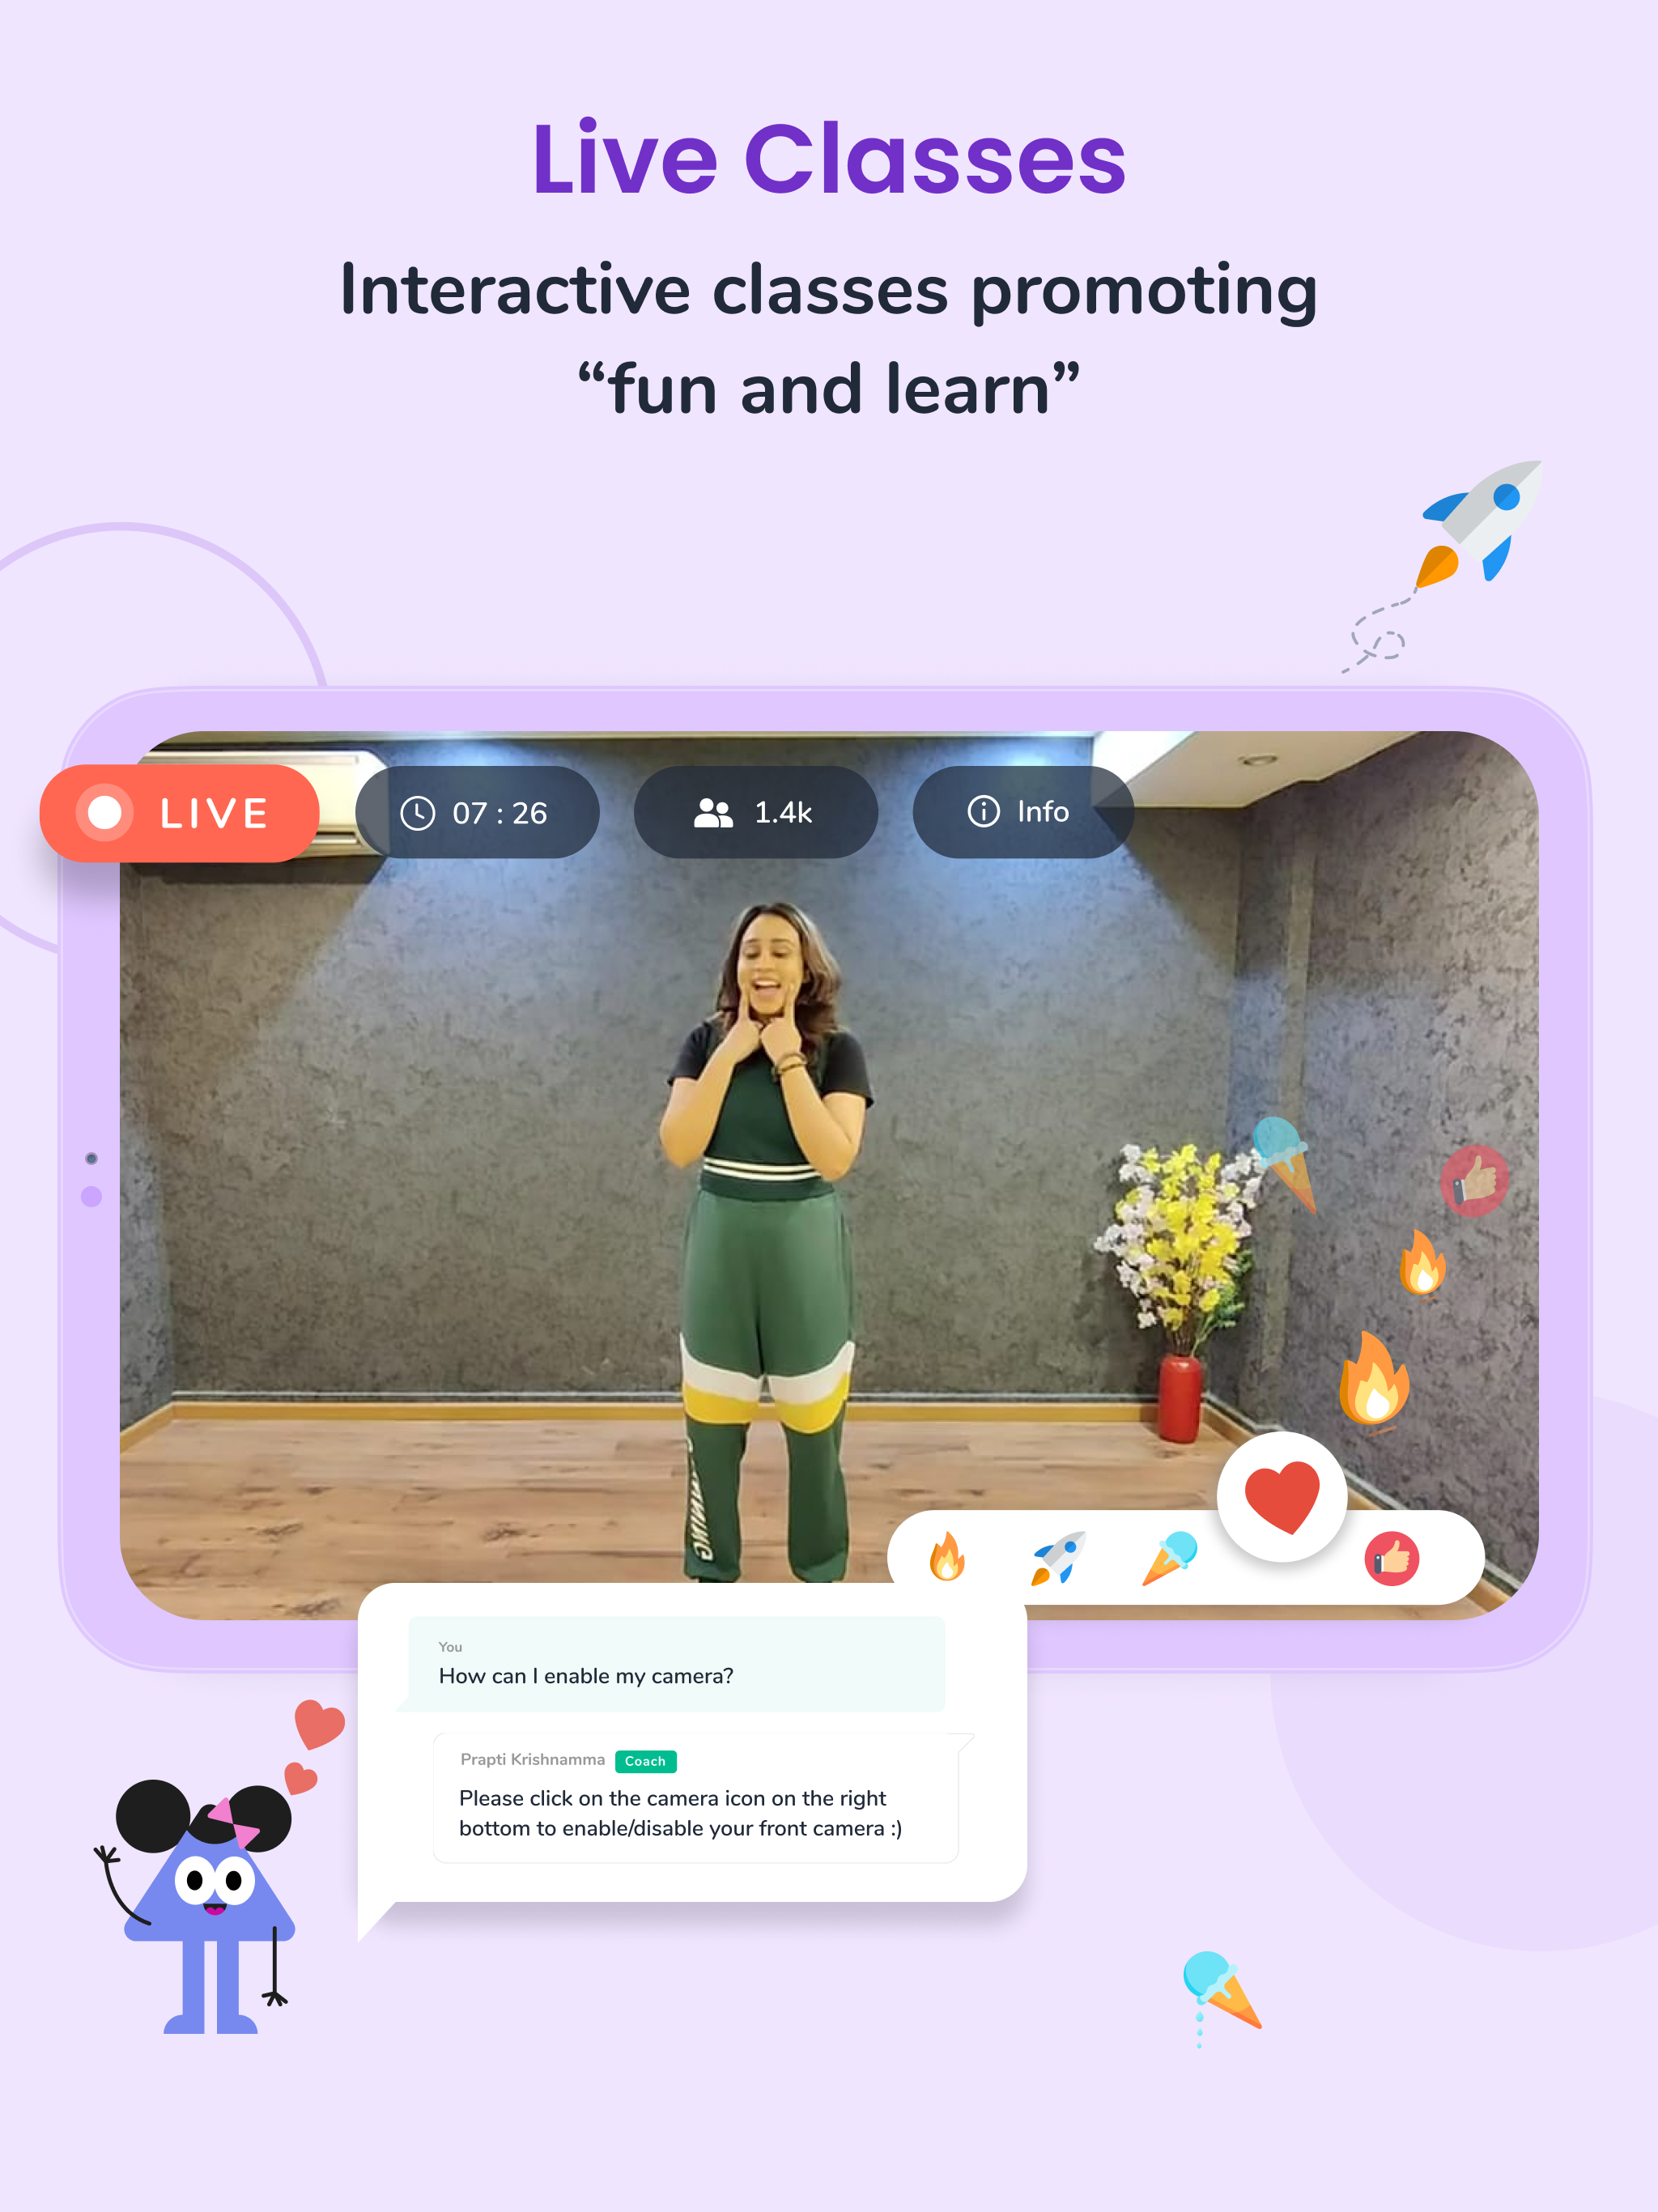 Live Classes
Interactive classes promoting
“fun and learn”
LIVE
07 : 26
1.4k
Info
You
How can I enable my camera?
Prapti Krishnamma
Coach
Please click on the camera icon on the right
bottom to enable/disable your front camera :)